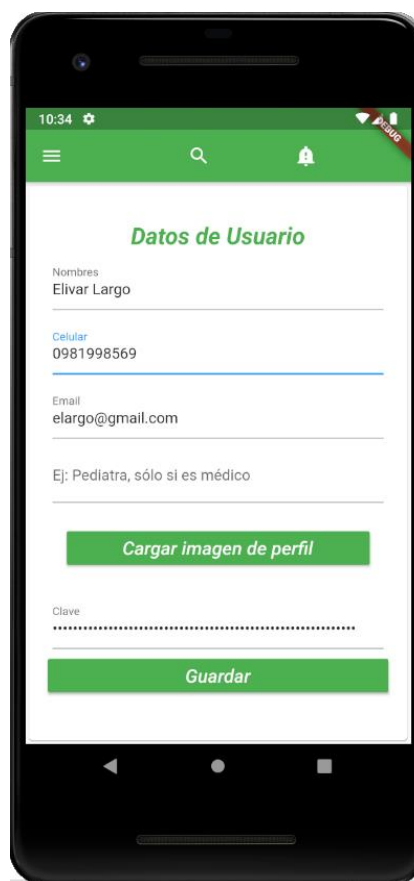 10:34
DEBUG
Datos de Usuario
Nombres
Elivar Largo
Celular
0981998569
Email
elargo@gmail.com
Ej: Pediatra, sólo si es médico
Cargar imagen de perfil
Clave
Guardar